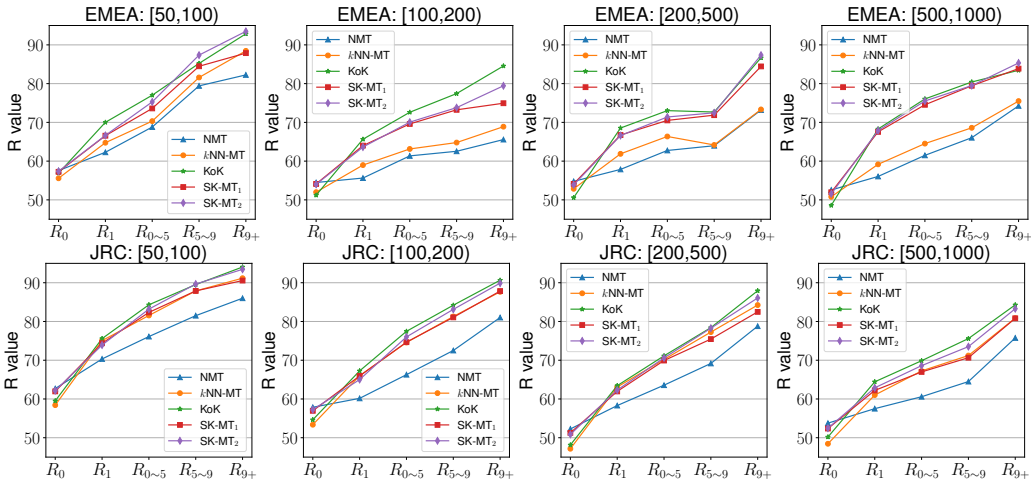 EMEA: [50,100)
R value
90
80
70
60
50
NMT
kNN-MT
KoK
SK-MT1
SK-MT2
R0
R1
R0~5
R5~9
R9+
EMEA: [100,200)
R value
90
80
70
60
50
NMT
kNN-MT
KoK
SK-MT1
SK-MT2
R0
R1
R0~5
R5~9
R9+
EMEA: [200,500)
R value
90
80
70
60
50
NMT
kNN-MT
KoK
SK-MT1
SK-MT2
R0
R1
R0~5
R5~9
R9+
EMEA: [500,1000)
R value
90
80
70
60
50
NMT
kNN-MT
KoK
SK-MT1
SK-MT2
R0
R1
R0~5
R5~9
R9+
JRC: [50,100)
R value
90
80
70
60
50
NMT
kNN-MT
KoK
SK-MT1
SK-MT2
R0
R1
R0~5
R5~9
R9+
JRC: [100,200)
R value
90
80
70
60
50
NMT
kNN-MT
KoK
SK-MT1
SK-MT2
R0
R1
R0~5
R5~9
R9+
JRC: [200,500)
R value
90
80
70
60
50
NMT
kNN-MT
KoK
SK-MT1
SK-MT2
R0
R1
R0~5
R5~9
R9+
JRC: [500,1000)
R value
90
80
70
60
50
NMT
kNN-MT
KoK
SK-MT1
SK-MT2
R0
R1
R0~5
R5~9
R9+